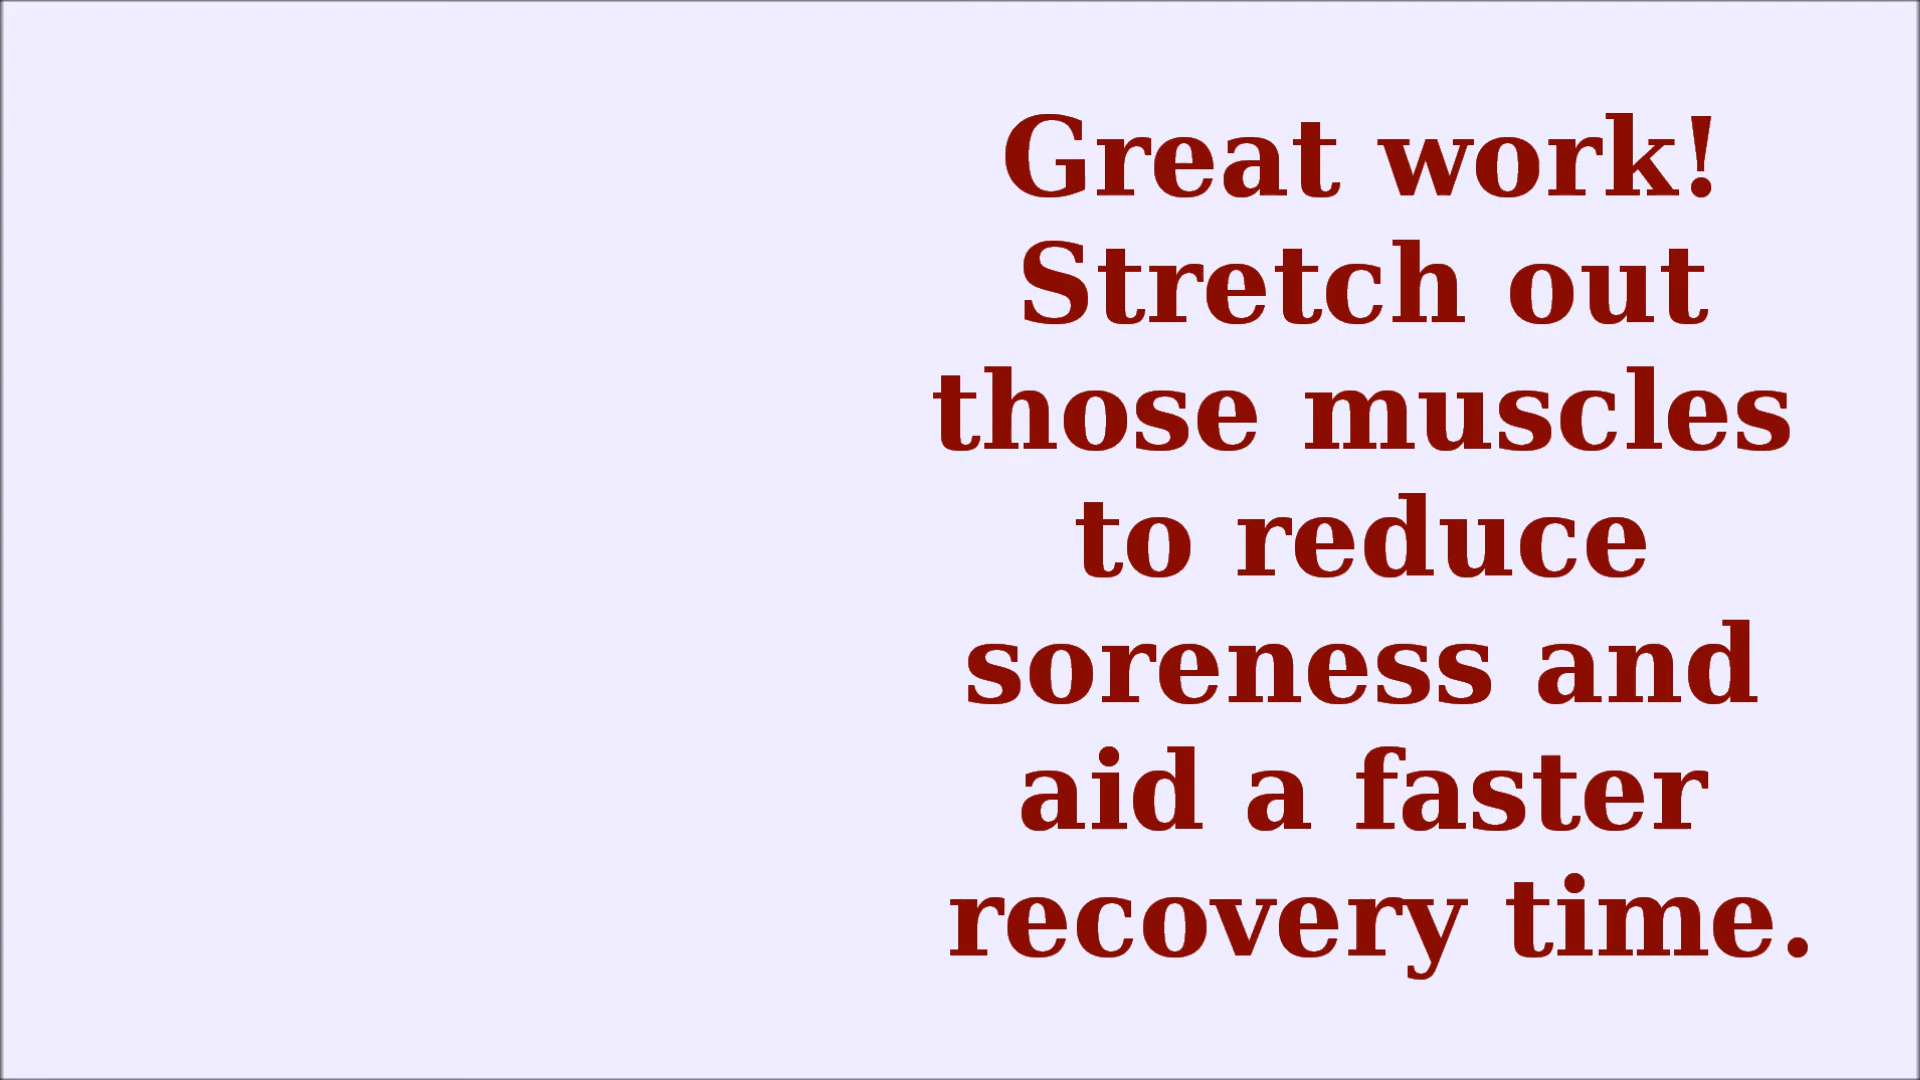 Great work!
Stretch out
those muscles
to reduce
soreness and
aid a faster
recovery time.